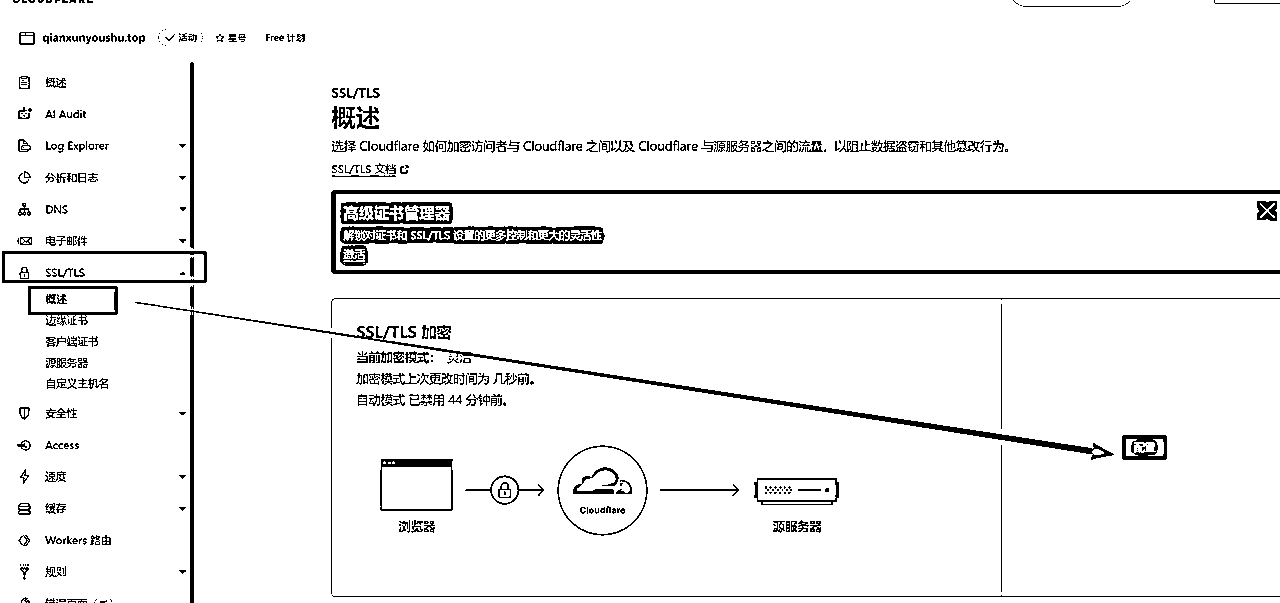 CLOUDFLARE
qianxunyoushu.top 活动 星号 Free 计划
概述
AI Audit
Log Explorer
分析和日志
DNS
电子邮件
SSL/TLS
概述
边缘证书
客户端证书
源服务器
自定义主机名
安全性
Access
速度
缓存
Workers 路由
规则
SSL/TLS
概述
选择 Cloudflare 如何加密访问者与 Cloudflare 之间以及 Cloudflare 与源服务器之间的流量，以阻止数据盗窃和其他篡改行为。
SSL/TLS 文档
高级证书管理器
解锁对证书和 SSL/TLS 设置的更多控制和更大的灵活性
激活
SSL/TLS 加密
当前加密模式： 灵活
加密模式上次更改时间为 几秒前。
自动模式 已禁用 44 分钟前。
配置
Cloudflare
浏览器
源服务器